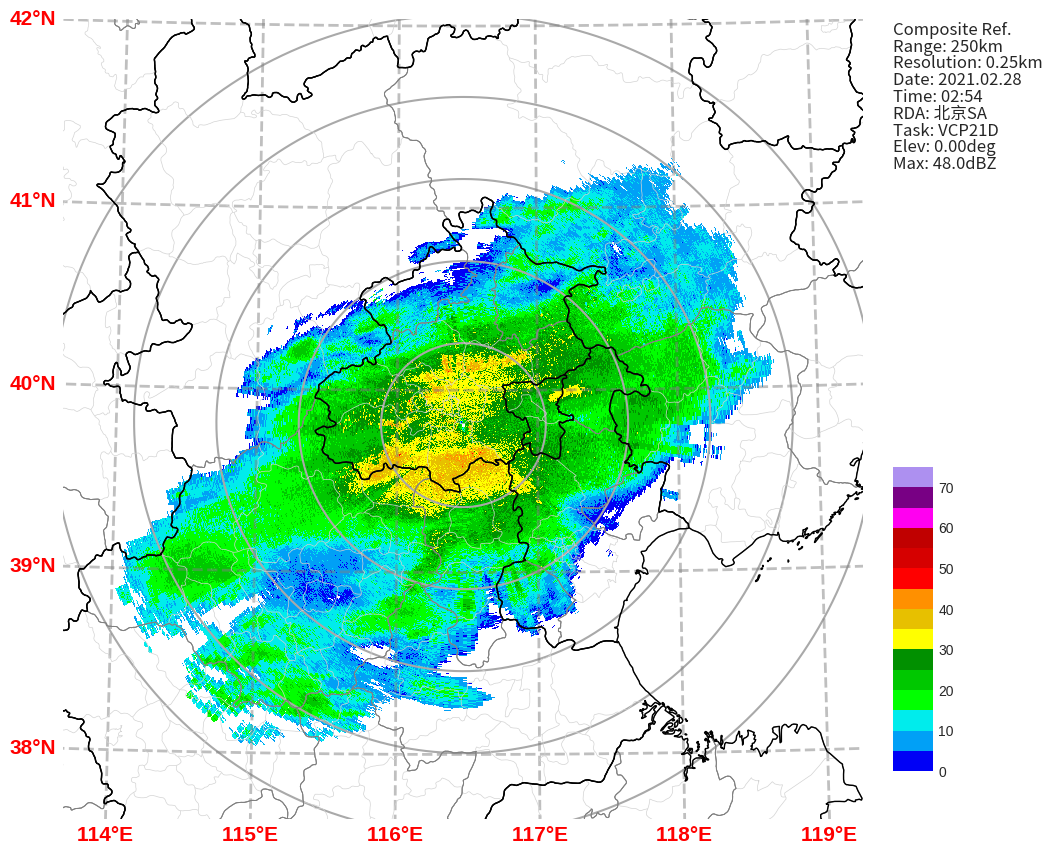 42°N
41°N
40°N
39°N
38°N
114°E
115°E
116°E
117°E
118°E
119°E
Composite Ref.
Range: 250km
Resolution: 0.25km
Date: 2021.02.28
Time: 02:54
RDA: 北京SA
Task: VCP21D
Elev: 0.00deg
Max: 48.0dBZ
70
60
50
40
30
20
10
0